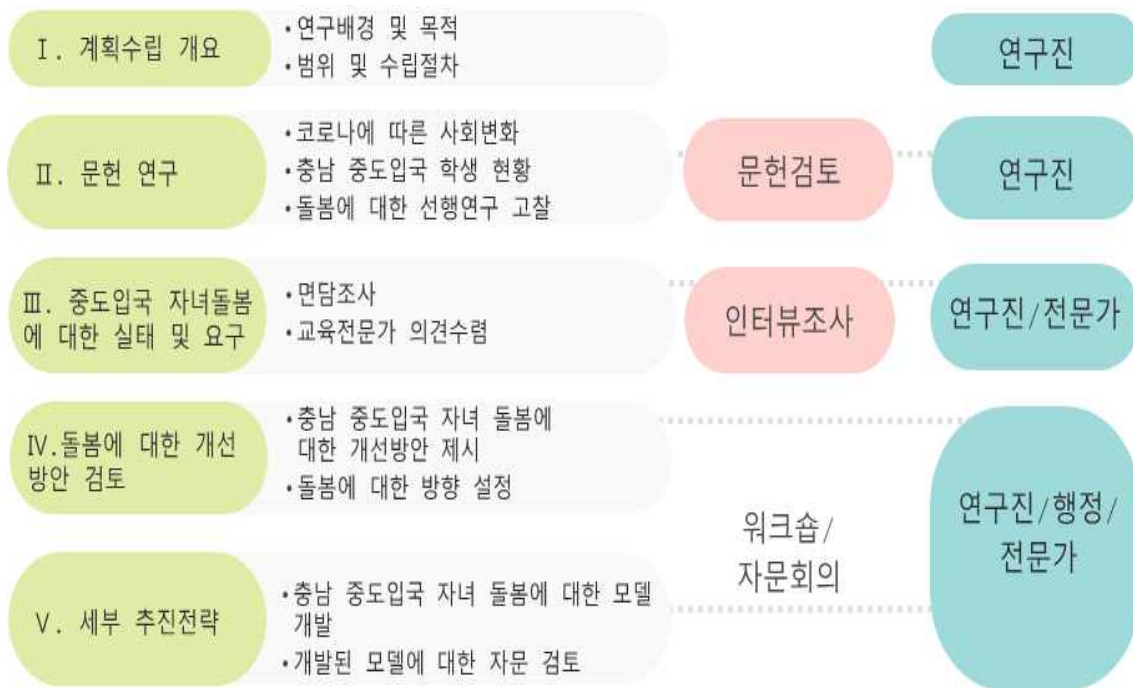 Ⅰ. 계획수립 개요
•연구배경 및 목적
•범위 및 수립절차
연구진
Ⅱ. 문헌 연구
•코로나에 따른 사회변화
•충남 중도입국 학생 현황
•돌봄에 대한 선행연구 고찰
문헌검토
연구진
Ⅲ. 중도입국 자녀돌봄
에 대한 실태 및 요구
•면담조사
•교육전문가 의견수렴
인터뷰조사
연구진/전문가
Ⅳ.돌봄에 대한 개선
방안 검토
•충남 중도입국 자녀 돌봄에
대한 개선방안 제시
•돌봄에 대한 방향 설정
Ⅴ. 세부 추진전략
•충남 중도입국 자녀 돌봄에 대한 모델
개발
•개발된 모델에 대한 자문 검토
워크숍/
자문회의
연구진/행정/
전문가